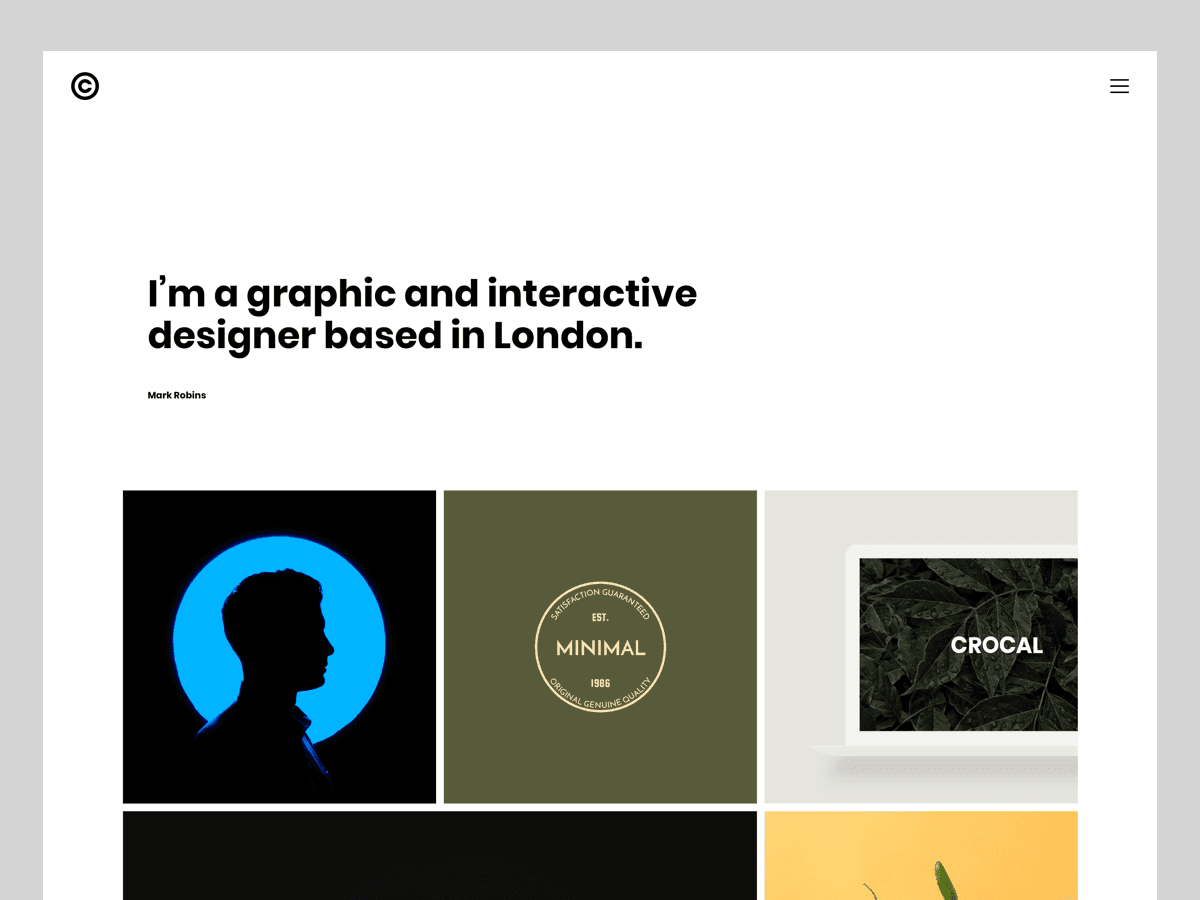 ©
I’m a graphic and interactive
designer based in London.
Mark Robins
SATISFACTION GUARANTEED
EST.
MINIMAL
1986
ORIGINAL GENUINE QUALITY
CROCAL